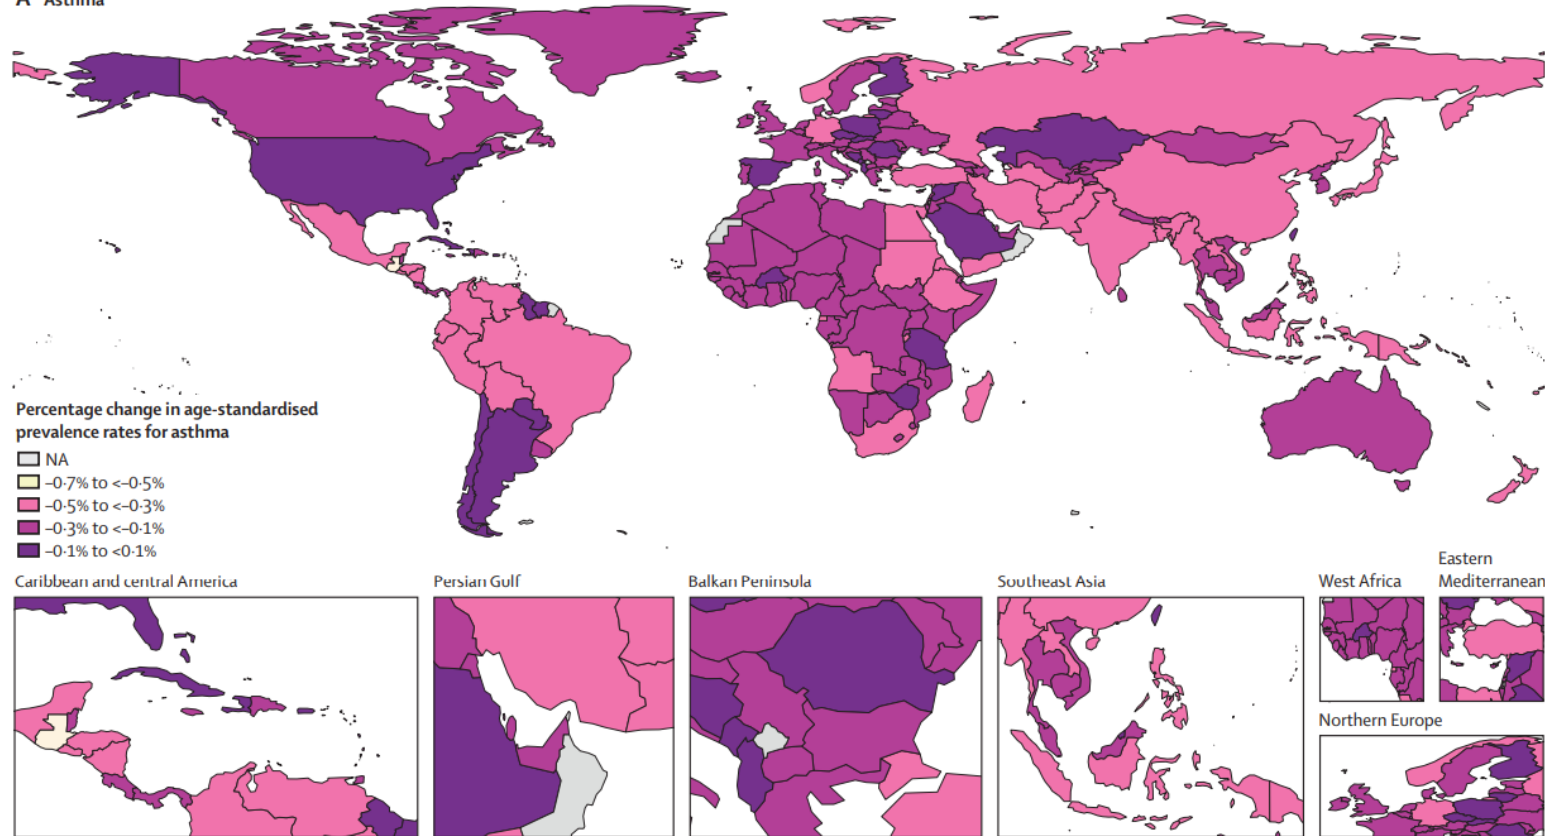 A Asthma
Percentage change in age-standardised
prevalence rates for asthma
NA
–0·7% to <–0·5%
–0·5% to <–0·3%
–0·3% to <–0·1%
–0·1% to <0·1%
Caribbean and central America
Persian Gulf
Balkan Peninsula
Southeast Asia
West Africa
Eastern
Mediterranean
Northern Europe